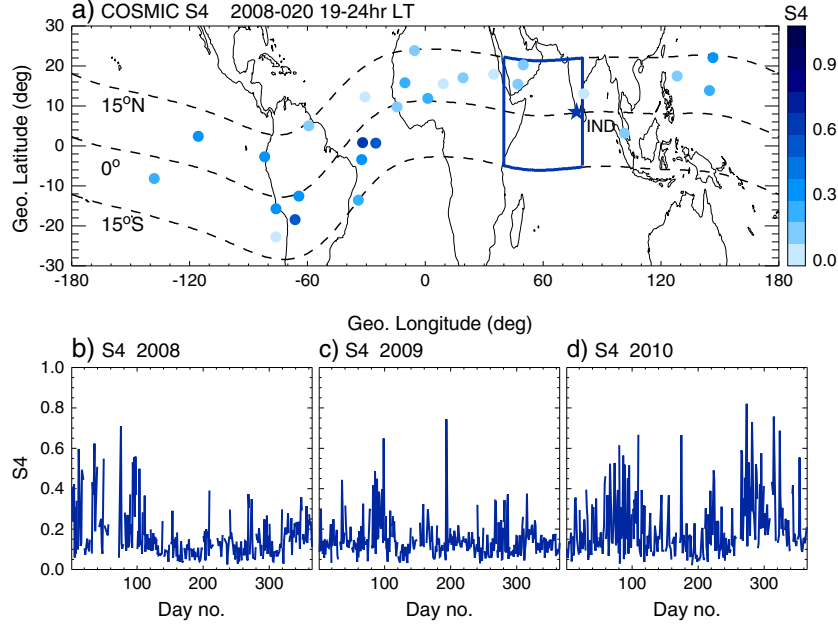 a) COSMIC S4 2008-020 19-24hr LT
S4
30
20
10
0
-10
-20
-30
Geo. Latitude (deg)
15°N
0°
15°S
IND
0.9
0.6
0.3
0.0
-180 -120 -60 0 60 120 180
Geo. Longitude (deg)
b) S4 2008
c) S4 2009
d) S4 2010
1.0
0.8
0.6
0.4
0.2
0.0
S4
100 200 300
100 200 300
100 200 300
Day no.
Day no.
Day no.